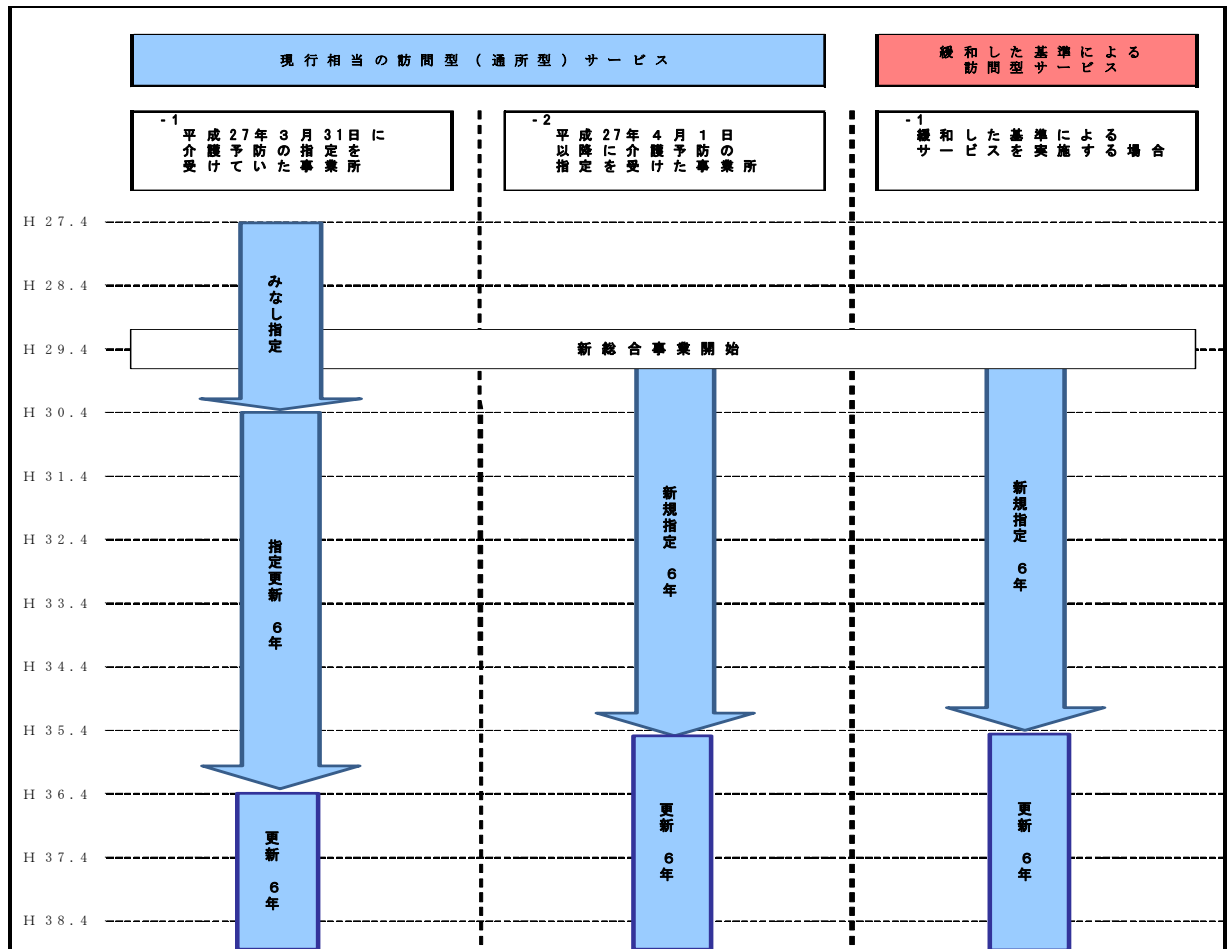 現行相当の訪問型(通所型)サービス
緩和した基準による
訪問型サービス
-1
平成27年3月31日に
介護予防の指定を
受けていた事業所
-2
平成27年4月1日
以降に介護予防の
指定を受けた事業所
-1
緩和した基準による
サービスを実施する場合
H27.4
H28.4
H29.4
H30.4
H31.4
H32.4
H33.4
H34.4
H35.4
H36.4
H37.4
H38.4
みなし指定
新総合事業開始
指定更新 6年
新規指定 6年
新規指定 6年
更新 6年
更新 6年
更新 6年